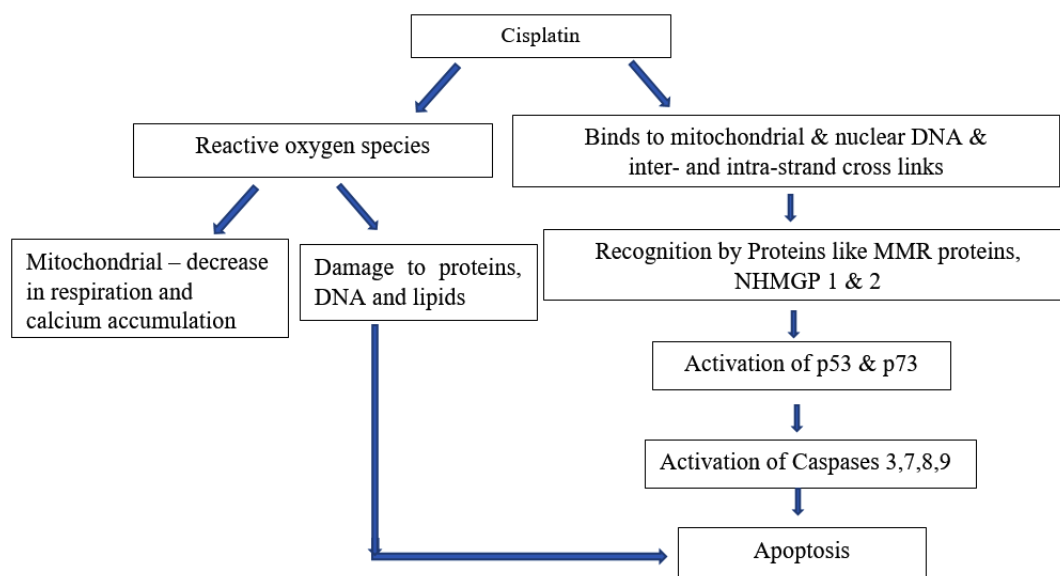 Cisplatin
Reactive oxygen species
Binds to mitochondrial & nuclear DNA &
inter- and intra-strand cross links
Mitochondrial – decrease
in respiration and
calcium accumulation
Damage to proteins,
DNA and lipids
Recognition by Proteins like MMR proteins,
NHMGP 1 & 2
Activation of p53 & p73
Activation of Caspases 3,7,8,9
Apoptosis